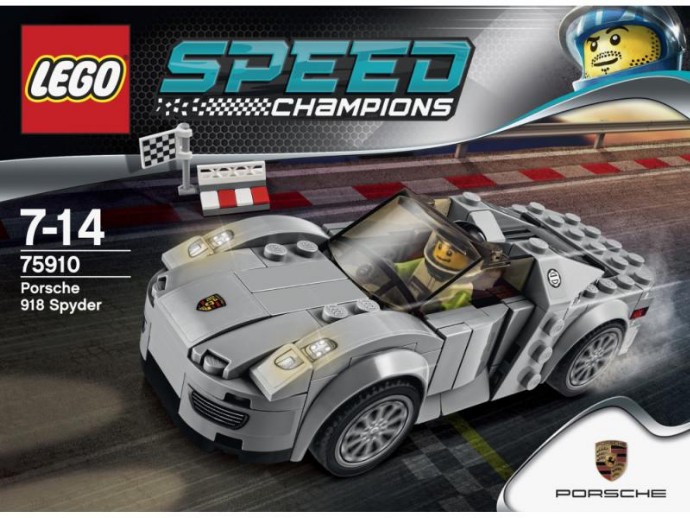 LEGO
SPEED
CHAMPIONS
7-14
75910
Porsche
918 Spyder
PORSCHE